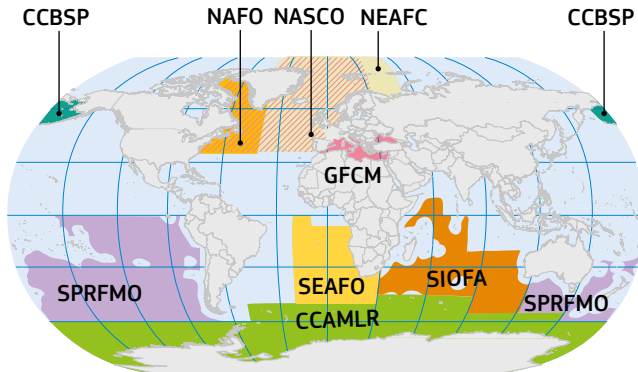 CCBSP
NAFO
NASCO
NEAFC
CCBSP
GFCM
SPRFMO
SEAFO
SIOFA
SPRFMO
CCAMLR